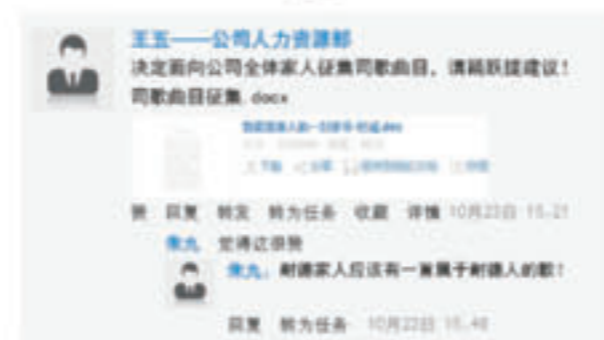 王五——公司人力资源部
决定面向公司全体家人征集司歌曲目，请踊跃提建议！
司歌曲目征集.docx
赞 回复 转发 转为任务 收藏 详情 10月22日 15:21
朱九 觉得这很赞
朱九：耐德家人应该有一首属于耐德人的歌！
回复 转为任务 10月22日 15:48